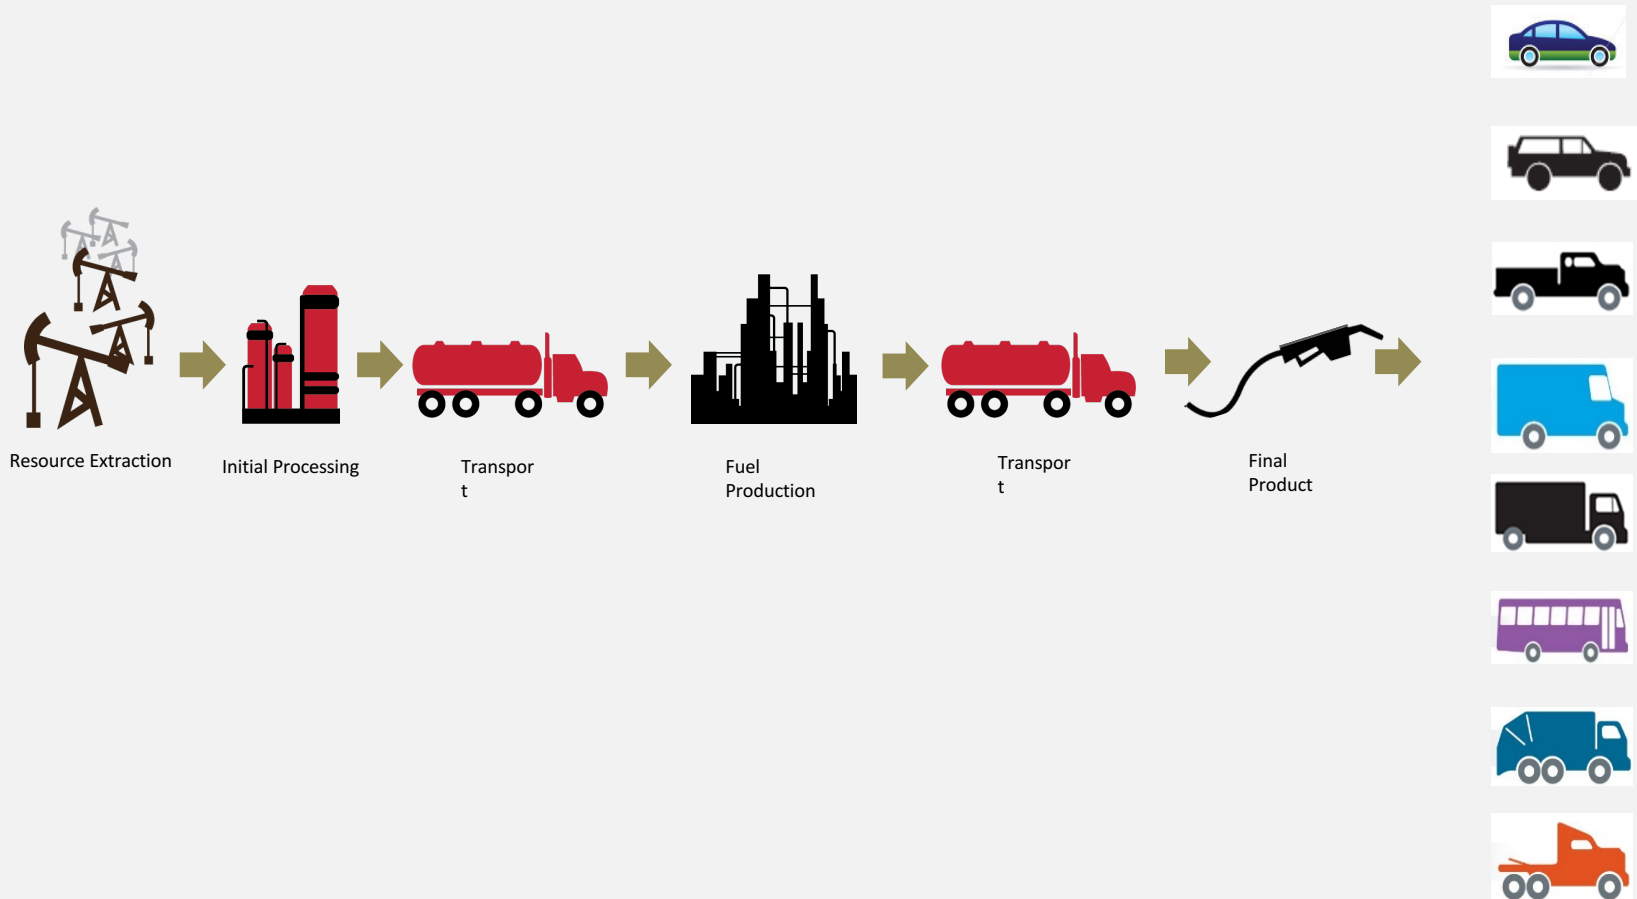 Resource Extraction
Initial Processing
Transpor
t
Fuel
Production
Transpor
t
Final
Product